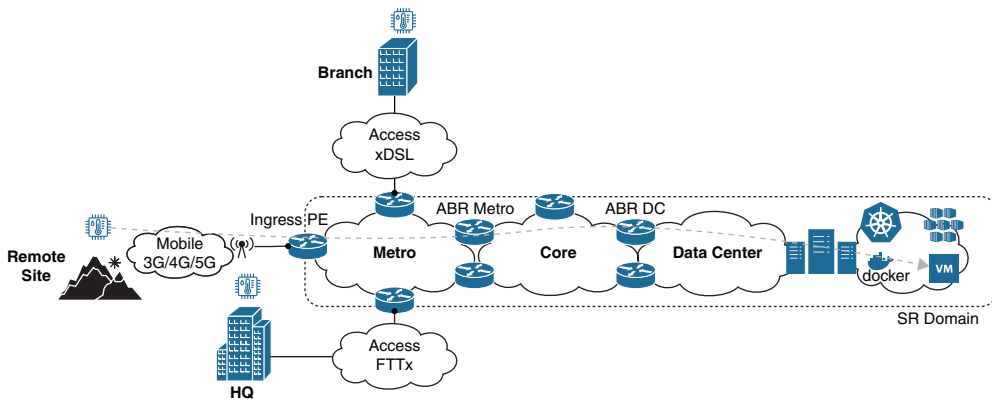 Branch
Access
xDSL
Ingress PE
ABR Metro
ABR DC
Remote
Site
Mobile
3G/4G/5G
Metro
Core
Data Center
docker
VM
SR Domain
Access
FTTx
HQ